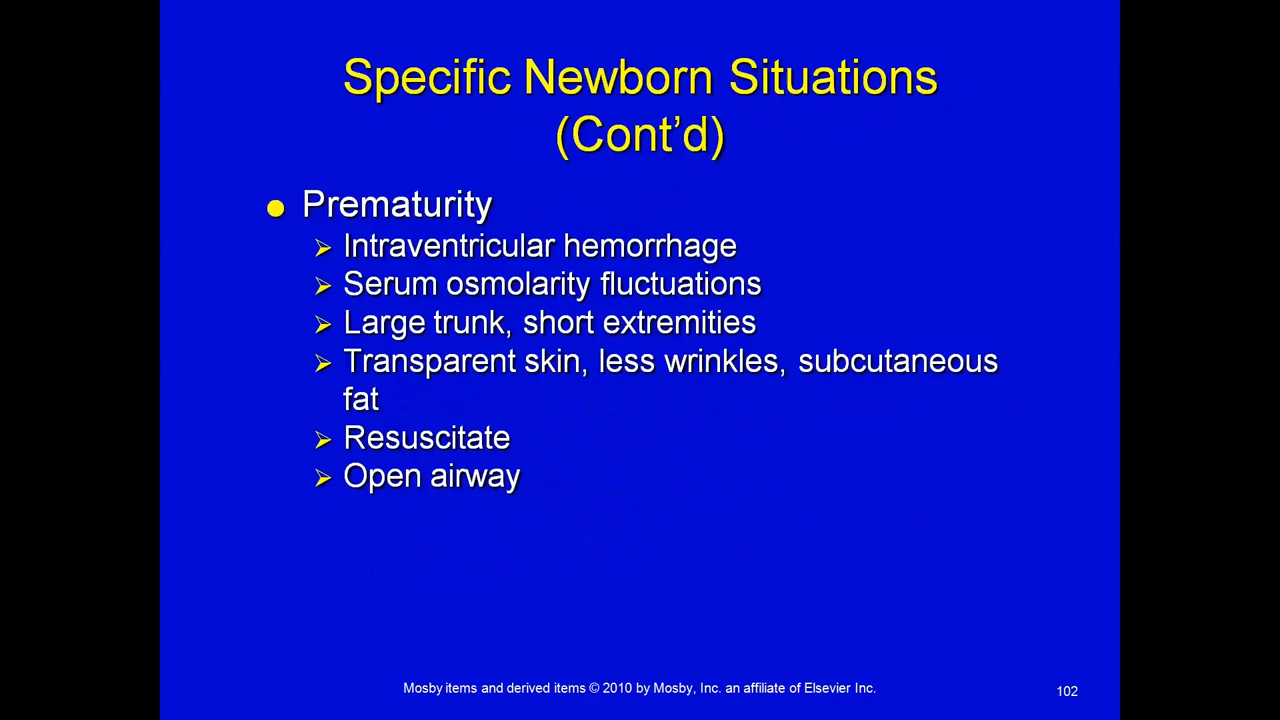 Specific Newborn Situations
(Cont’d)
Prematurity
Intraventricular hemorrhage
Serum osmolarity fluctuations
Large trunk, short extremities
Transparent skin, less wrinkles, subcutaneous
fat
Resuscitate
Open airway
Mosby items and derived items © 2010 by Mosby, Inc. an affiliate of Elsevier Inc.
102